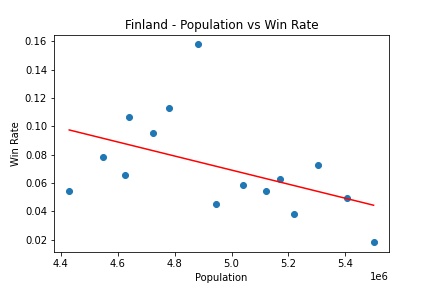 Finland - Population vs Win Rate
0.16
0.14
0.12
0.10
0.08
0.06
0.04
0.02
Win Rate
4.4 4.6 4.8 5.0 5.2 5.4
1e6
Population